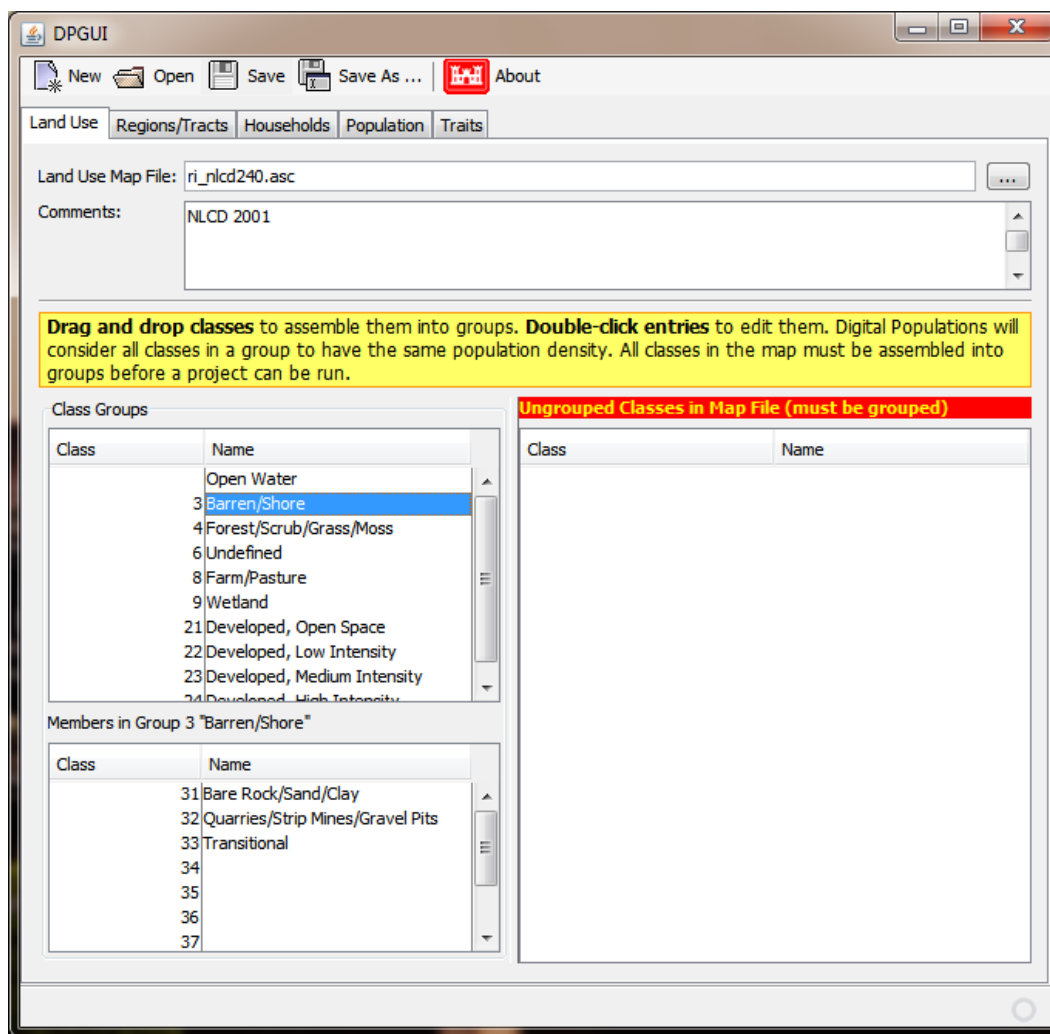 DPGUI
New Open Save Save As ... About
Land Use Regions/Tracts Households Population Traits
Land Use Map File: ri_nlcd240.asc ...
Comments: NLCD 2001
Drag and drop classes to assemble them into groups. Double-click entries to edit them. Digital Populations will
consider all classes in a group to have the same population density. All classes in the map must be assembled into
groups before a project can be run.
Class Groups
Class Name
Open Water
3 Barren/Shore
4 Forest/Scrub/Grass/Moss
6 Undefined
8 Farm/Pasture
9 Wetland
21 Developed, Open Space
22 Developed, Low Intensity
23 Developed, Medium Intensity
24 Developed, High Intensity
Members in Group 3 "Barren/Shore"
Class Name
31 Bare Rock/Sand/Clay
32 Quarries/Strip Mines/Gravel Pits
33 Transitional
34
35
36
37
Ungrouped Classes in Map File (must be grouped)
Class Name